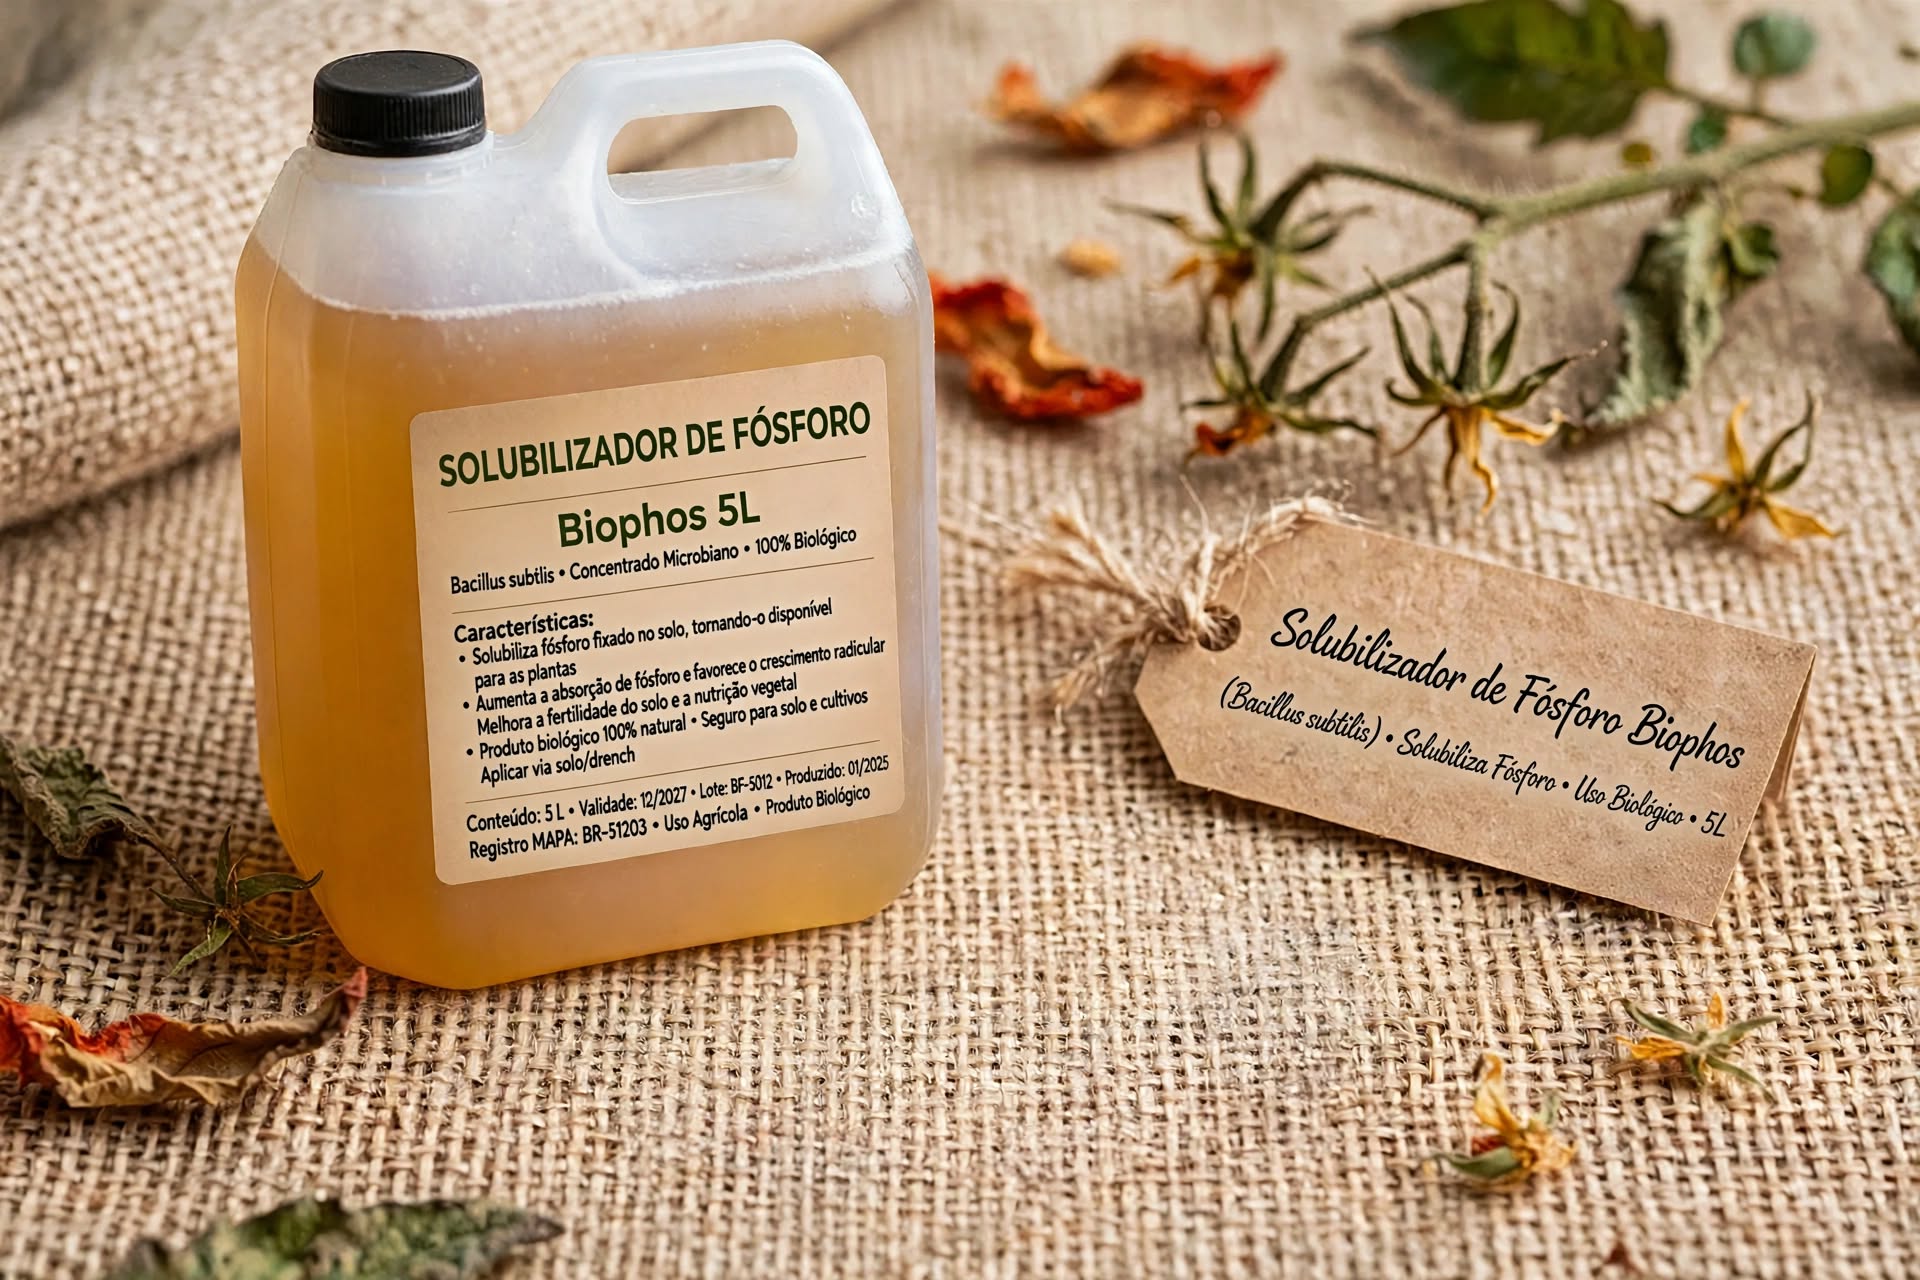 SOLUBILIZADOR DE FÓSFORO
Biophos 5L
Bacillus subtilis • Concentrado Microbiano • 100% Biológico
Características:
• Solubiliza fósforo fixado no solo, tornando-o disponível
para as plantas
• Aumenta a absorção de fósforo e favorece o crescimento radicular
Melhora a fertilidade do solo e a nutrição vegetal
• Produto biológico 100% natural • Seguro para solo e cultivos
Aplicar via solo/drench
Conteúdo: 5 L • Validade: 12/2027 • Lote: BF-5012 • Produzido: 01/2025
Registro MAPA: BR-51203 • Uso Agrícola • Produto Biológico
Solubilizador de Fósforo Biophos
(Bacillus subtilis) • Solubiliza Fósforo • Uso Biológico • 5L